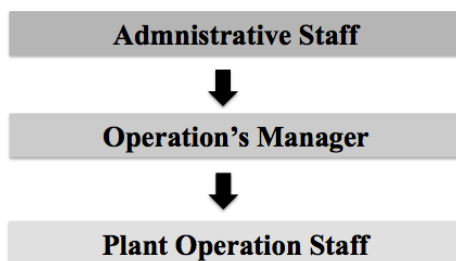 Admnistrative Staff
Operation's Manager
Plant Operation Staff